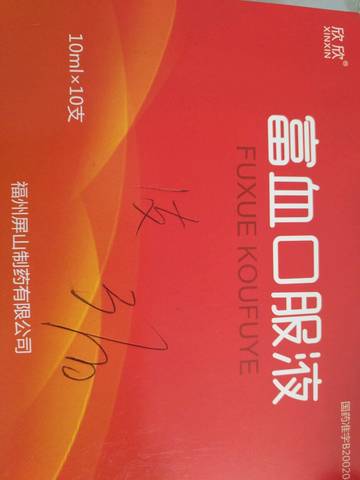 欣欣®
XINXIN
10ml×10支
富血口服液
FUXUE KOUFUYE
福州屏山制药有限公司
国药准字B20020